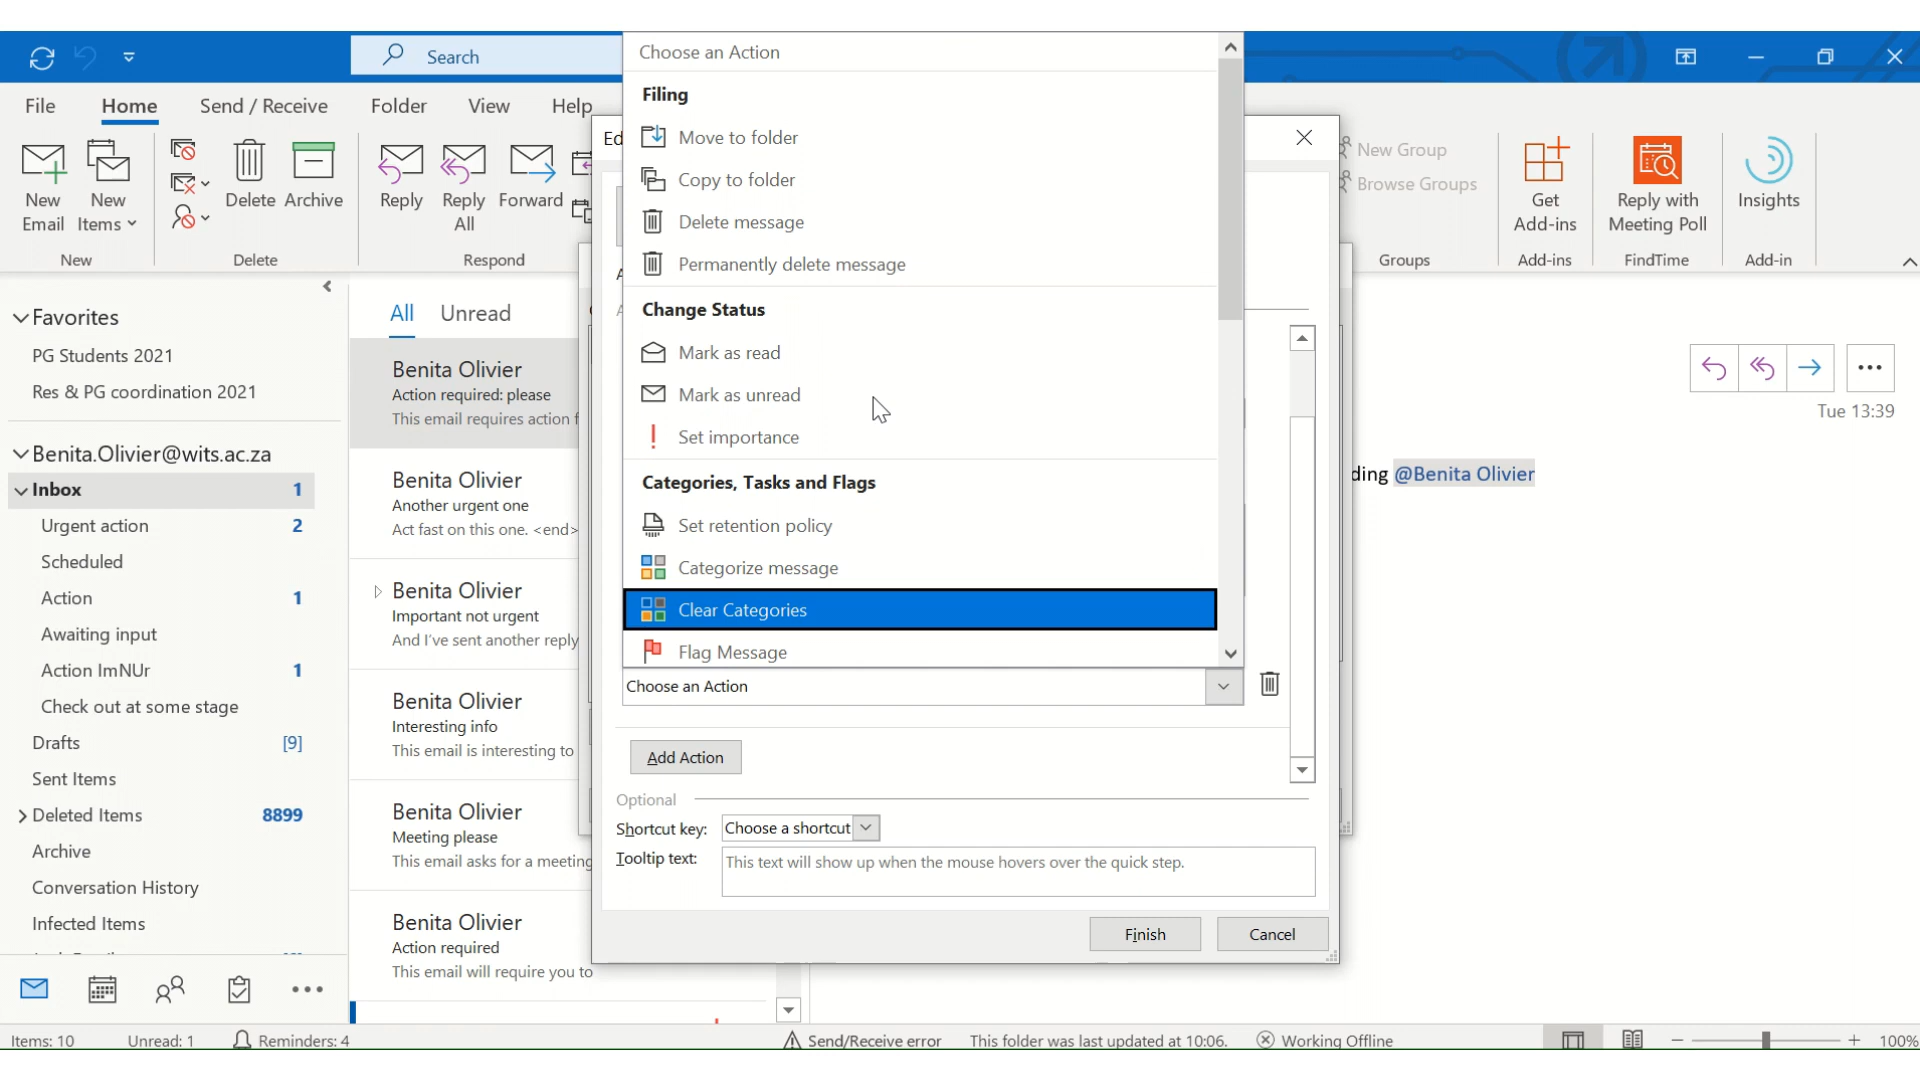 Search
File
Home
Send / Receive
Folder
View
Help
New
Email
New
Items
New
Delete
Archive
Delete
Reply
Reply
All
Forward
Respond
New Group
Browse Groups
Groups
Get
Add-ins
Add-ins
Reply with
Meeting Poll
FindTime
Insights
Add-in
Favorites
PG Students 2021
Res & PG coordination 2021
Benita.Olivier@wits.ac.za
Inbox 1
Urgent action 2
Scheduled
Action 1
Awaiting input
Action ImNUr 1
Check out at some stage
Drafts [9]
Sent Items
Deleted Items 8899
Archive
Conversation History
Infected Items
All Unread
Benita Olivier
Action required: please
This email requires action f
Benita Olivier
Another urgent one
Act fast on this one. <end>
Benita Olivier
Important not urgent
And I've sent another reply
Benita Olivier
Interesting info
This email is interesting to
Benita Olivier
Meeting please
This email asks for a meeting
Benita Olivier
Action required
This email will require you to
Ed
Choose an Action
Filing
Move to folder
Copy to folder
Delete message
Permanently delete message
Change Status
Mark as read
Mark as unread
Set importance
Categories, Tasks and Flags
Set retention policy
Categorize message
Clear Categories
Flag Message
Choose an Action
Add Action
Optional
Shortcut key: Choose a shortcut
Tooltip text: This text will show up when the mouse hovers over the quick step.
Finish Cancel
Tue 13:39
ding @Benita Olivier
Items: 10 Unread: 1 Reminders: 4 Send/Receive error This folder was last updated at 10:06. Working Offline 100%